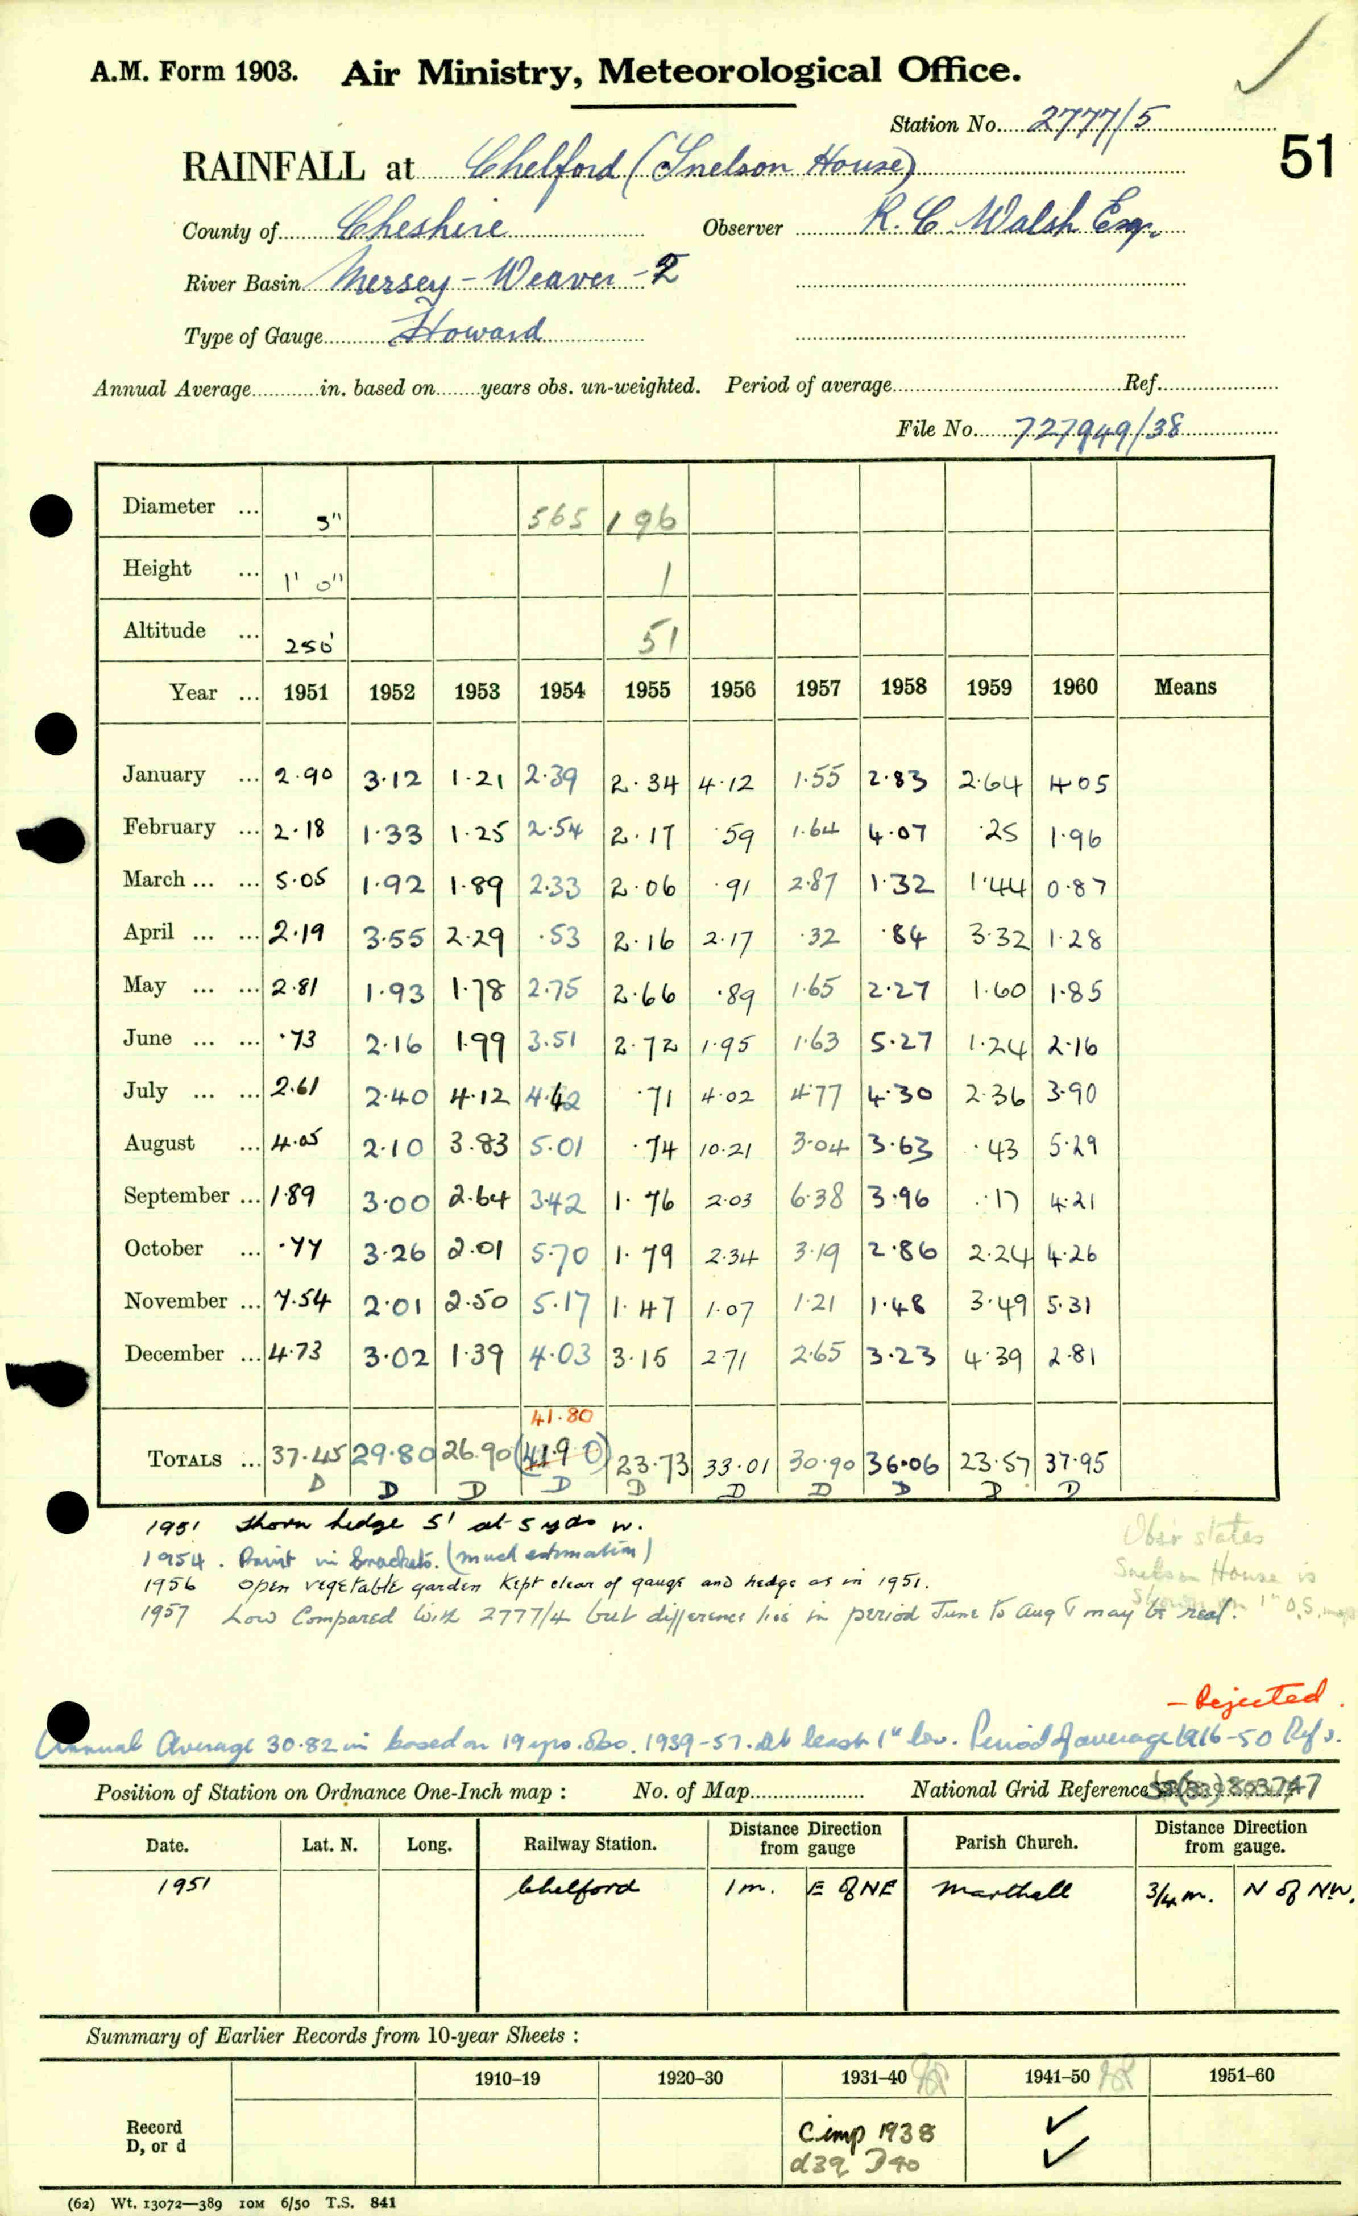 A.M. Form 1903. Air Ministry, Meteorological Office.
Station No. 2777/5
51
RAINFALL at Chelford (Snelson House)
County of Cheshire Observer R. C. Walsh Esq.
River Basin Mersey - Weaver - 2
Type of Gauge Howard
Annual Average in. based on years obs. un-weighted. Period of average Ref.
File No. 727949/38
Diameter ... 5" 565 196
Height ... 1' 0" 1
Altitude ... 250' 51
Year ... 1951 1952 1953 1954 1955 1956 1957 1958 1959 1960 Means
January ... 2.90 3.12 1.21 2.39 2.34 4.12 1.55 2.83 2.64 4.05
February ... 2.18 1.33 1.25 2.54 2.17 .59 1.64 4.07 .25 1.96
March ... ... 5.05 1.92 1.89 2.33 2.06 .91 2.87 1.32 1.44 0.87
April ... ... 2.19 3.55 2.29 .53 2.16 2.17 .32 .84 3.32 1.28
May ... ... 2.81 1.93 1.78 2.75 2.66 .89 1.65 2.27 1.60 1.85
June ... ... .73 2.16 1.99 3.51 2.72 1.95 1.63 5.27 1.24 2.16
July ... ... 2.61 2.40 4.12 4.42 .71 4.02 4.77 4.30 2.36 3.90
August ... 4.05 2.10 3.83 5.01 .74 10.21 3.04 3.63 .43 5.29
September ... 1.89 3.00 2.64 3.42 1.76 2.03 6.38 3.96 .17 4.21
October ... .77 3.26 2.01 5.70 1.79 2.34 3.19 2.86 2.24 4.26
November ... 7.54 2.01 2.50 5.17 1.47 1.07 1.21 1.48 3.49 5.31
December ... 4.73 3.02 1.39 4.03 3.15 2.71 2.65 3.23 4.39 2.81
41.80
TOTALS ... 37.45 29.80 26.90 (41.90) 23.73 33.01 30.90 36.06 23.57 37.95
D D D D D D D D D D
1951 Thorn hedge 5' at 5 yds W.
1954. Print in brackets. (much estimation)
1956 Open vegetable garden kept clear of gauge and hedge as in 1951.
1957 Low compared with 2777/4 but difference lies in period June to Aug & may be real.
Obsr states
Snelson House is
shown on 1" O.S. map
- Rejected.
Annual Average 30.82 in based on 19 yrs. obs. 1939-57. At least 1" low. Period of average 1916-50 Ref s.
Position of Station on Ordnance One-Inch map : No. of Map National Grid Reference 803747
Date. Lat. N. Long. Railway Station. Distance from Direction gauge Parish Church. Distance from Direction gauge.
1951 Chelford 1 m. E of NE Marthall 3/4 m. N of NW.
Summary of Earlier Records from 10-year Sheets :
1910-19 1920-30 1931-40 1941-50 1951-60
Record
D, or d
Cimp 1938 ✓
d39 D40 ✓
(62) Wt. 13072—389 10M 6/50 T.S. 841